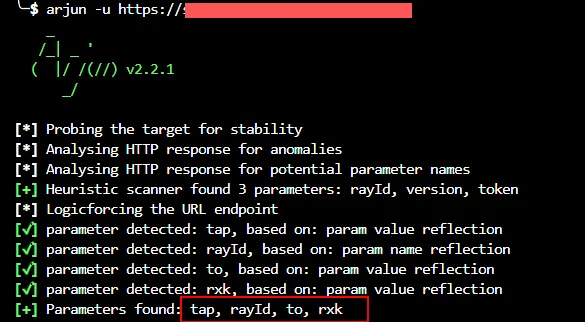 └─$ arjun -u https://s
    _
   /_| _ '
  (  |/ /(//) v2.2.1
      _/
[*] Probing the target for stability
[*] Analysing HTTP response for anomalies
[*] Analysing HTTP response for potential parameter names
[+] Heuristic scanner found 3 parameters: rayId, version, token
[*] Logicforcing the URL endpoint
[✓] parameter detected: tap, based on: param value reflection
[✓] parameter detected: rayId, based on: param name reflection
[✓] parameter detected: to, based on: param value reflection
[✓] parameter detected: rxk, based on: param value reflection
[+] Parameters found: tap, rayId, to, rxk